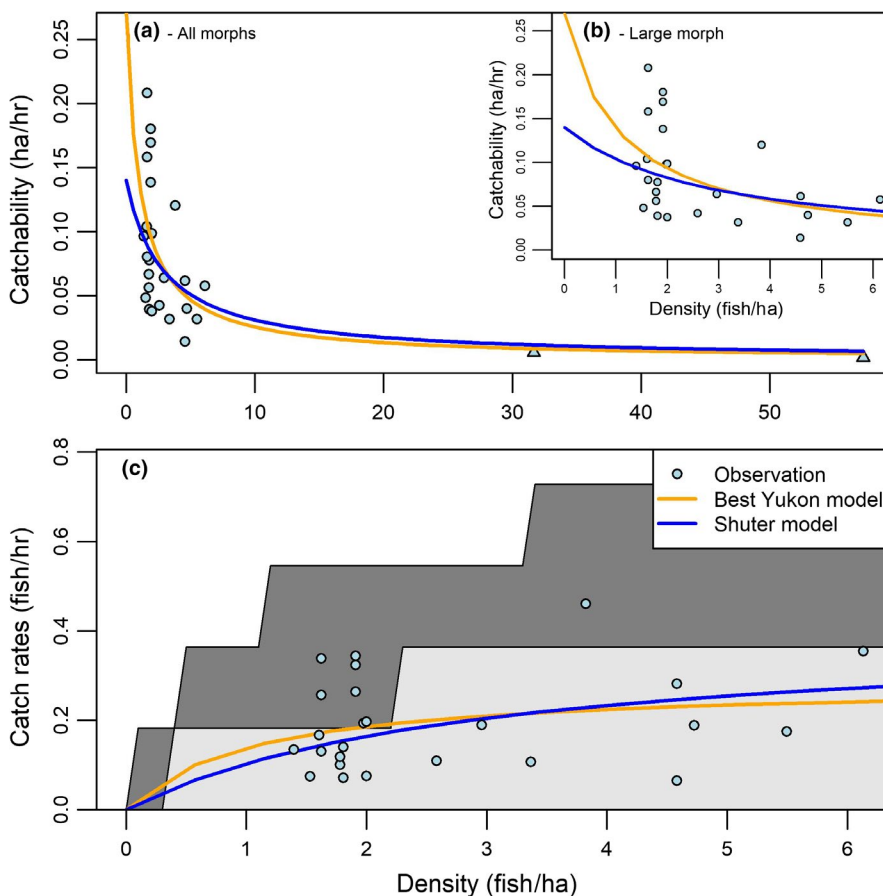 (a) - All morphs
Catchability (ha/hr)
0.00 0.05 0.10 0.15 0.20 0.25
0 10 20 30 40 50
(b) - Large morph
Catchability (ha/hr)
0.00 0.05 0.10 0.15 0.20 0.25
0 1 2 3 4 5 6
Density (fish/ha)
(c)
Catch rates (fish/hr)
0.0 0.2 0.4 0.6 0.8
Observation
Best Yukon model
Shuter model
0 1 2 3 4 5 6
Density (fish/ha)